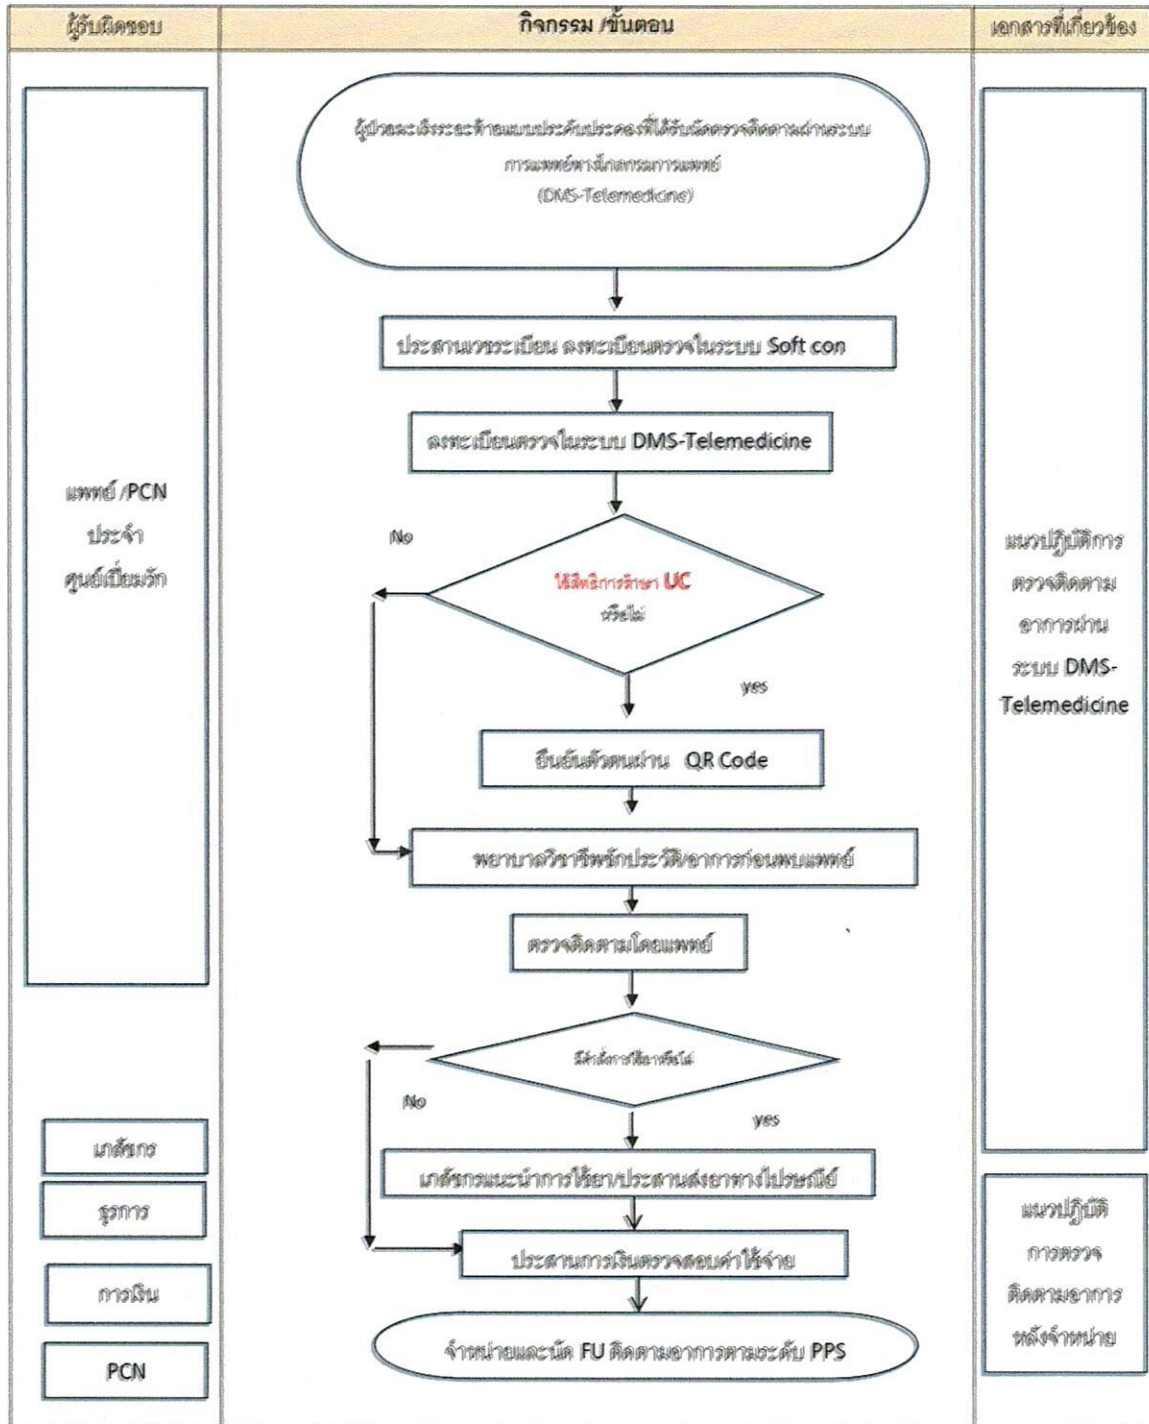 ผู้รับผิดชอบ
กิจกรรม /ขั้นตอน
เอกสารที่เกี่ยวข้อง
ผู้ป่วยมะเร็งระยะท้ายแบบประคับประคองที่ได้รับนัดตรวจติดตามผ่านระบบ
การแพทย์ทางไกลกรมการแพทย์
(DMS-Telemedicine)
ประสานเวชระเบียน ลงทะเบียนตรวจในระบบ Soft con
ลงทะเบียนตรวจในระบบ DMS-Telemedicine
แพทย์ /PCN
ประจำ
ศูนย์เปี่ยมรัก
No
ใช้สิทธิการรักษา UC
หรือไม่
yes
แนวปฏิบัติการ
ตรวจติดตาม
อาการผ่าน
ระบบ DMS-
Telemedicine
ยืนยันตัวตนผ่าน QR Code
พยาบาลวิชาชีพซักประวัติ/อาการก่อนพบแพทย์
ตรวจติดตามโดยแพทย์
มีคำสั่งการใช้ยาหรือไม่
No
yes
เภสัชกร
เภสัชกรแนะนำการใช้ยา/ประสานส่งยาทางไปรษณีย์
ธุรการ
ประสานการเงินตรวจสอบค่าใช้จ่าย
การเงิน
จำหน่ายและนัด FU ติดตามอาการตามระดับ PPS
PCN
แนวปฏิบัติ
การตรวจ
ติดตามอาการ
หลังจำหน่าย